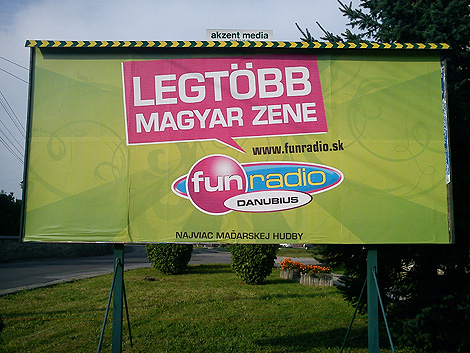 akzent media
LEGTÖBB
MAGYAR ZENE
www.funradio.sk
fun radio
DANUBIUS
NAJVIAC MAĎARSKEJ HUDBY